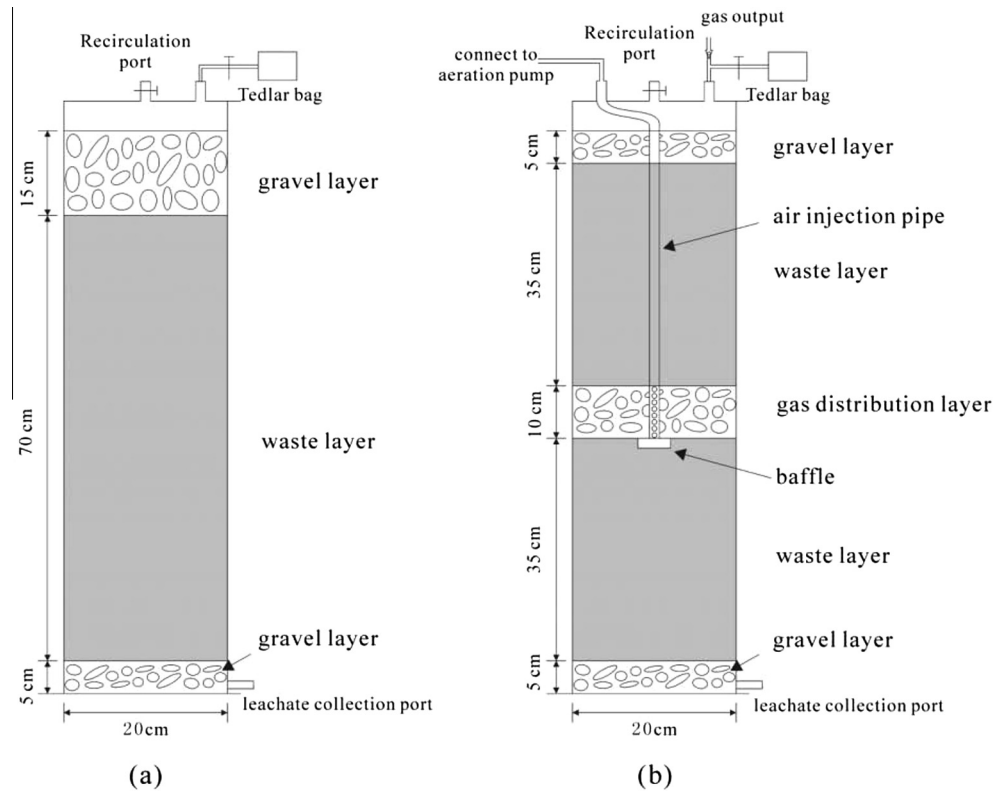 Recirculation
port
Tedlar bag
15 cm
gravel layer
70 cm
waste layer
gravel layer
5 cm
leachate collection port
20cm
(a)
gas output
connect to
aeration pump
Recirculation
port
Tedlar bag
5 cm
gravel layer
air injection pipe
35 cm
waste layer
10 cm
gas distribution layer
baffle
35 cm
waste layer
gravel layer
5 cm
leachate collection port
20cm
(b)